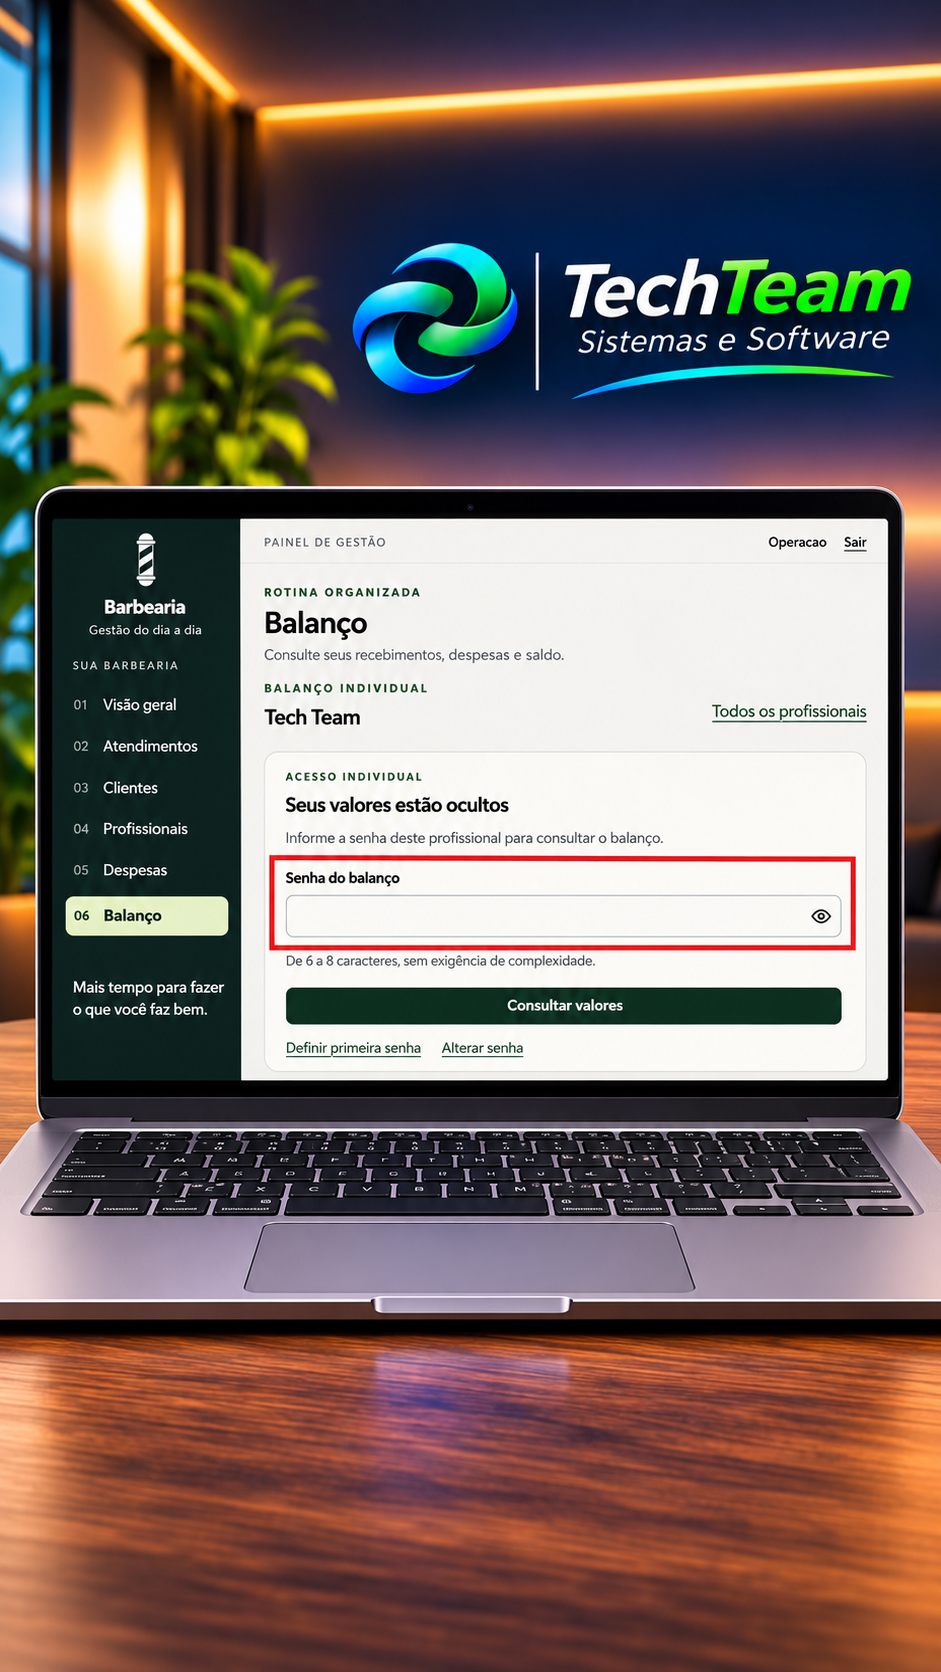 TechTeam
Sistemas e Software
Barbearia
Gestão do dia a dia
SUA BARBEARIA
01 Visão geral
02 Atendimentos
03 Clientes
04 Profissionais
05 Despesas
06 Balanço
Mais tempo para fazer
o que você faz bem.
PAINEL DE GESTÃO
Operacao Sair
ROTINA ORGANIZADA
Balanço
Consulte seus recebimentos, despesas e saldo.
BALANÇO INDIVIDUAL
Tech Team
Todos os profissionais
ACESSO INDIVIDUAL
Seus valores estão ocultos
Informe a senha deste profissional para consultar o balanço.
Senha do balanço
De 6 a 8 caracteres, sem exigência de complexidade.
Consultar valores
Definir primeira senha Alterar senha